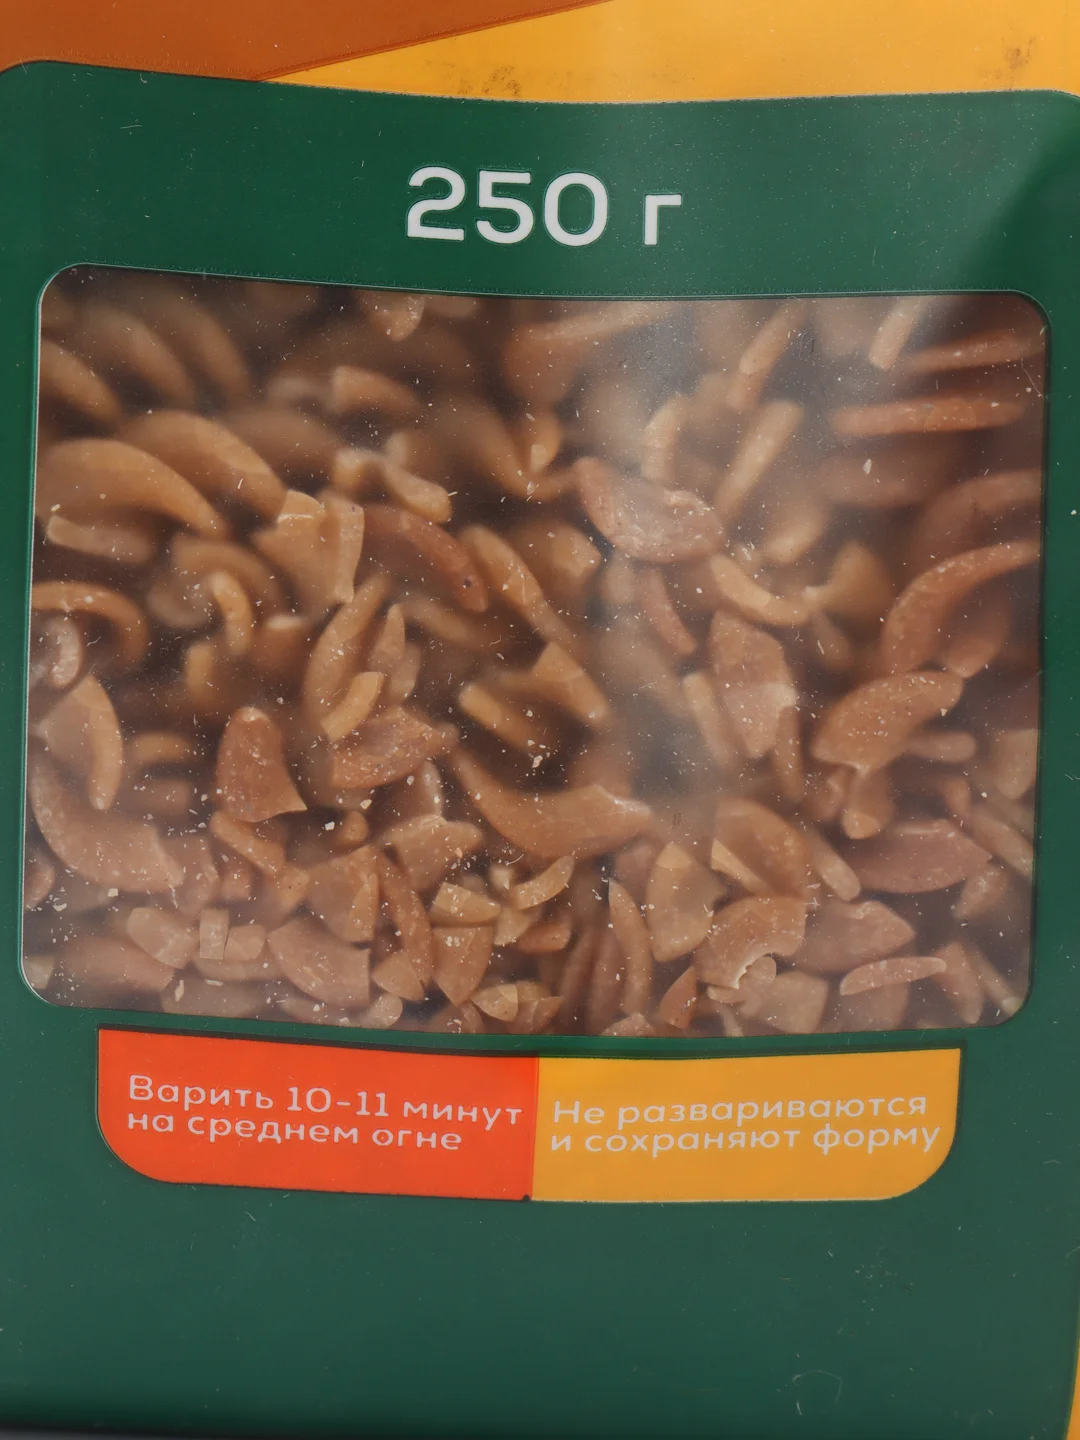 250 г
Варить 10-11 минут
на среднем огне
Не развариваются
и сохраняют форму